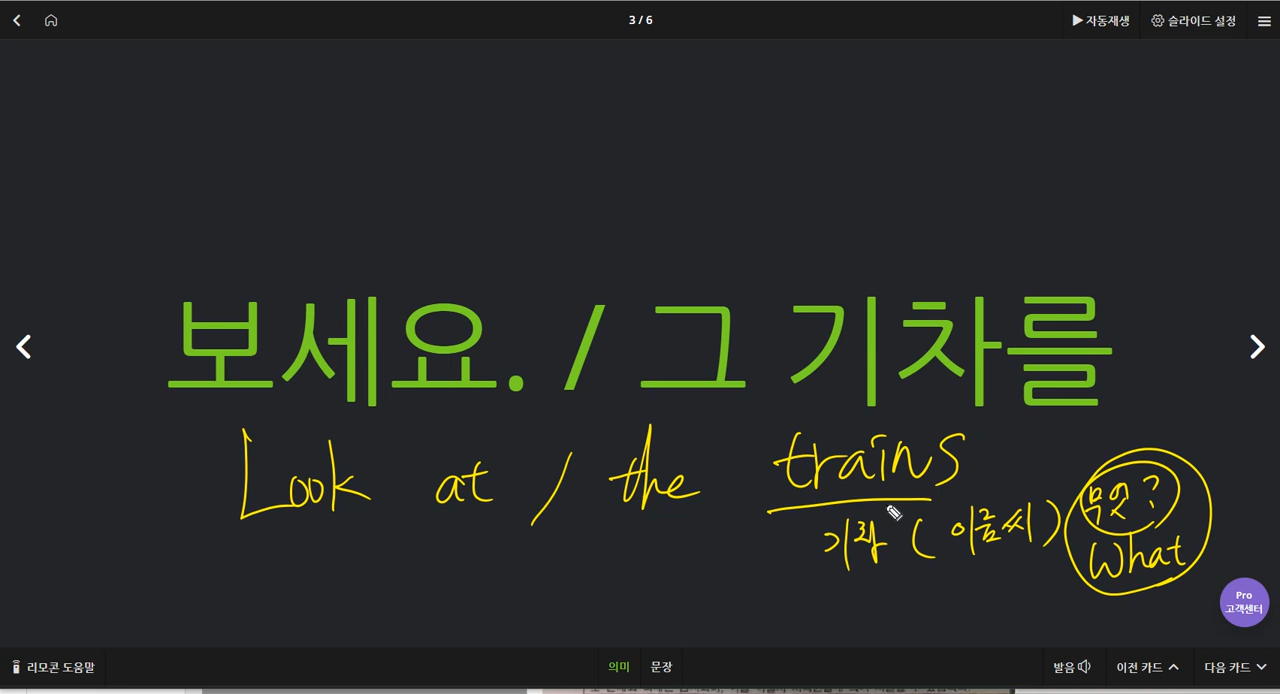 3 / 6
자동재생
슬라이드 설정
보세요. / 그 기차를
Look at / the trains
기차 (이름씨)
무엇?
What
Pro
고객센터
리모콘 도움말
의미
문장
발음
이전 카드
다음 카드